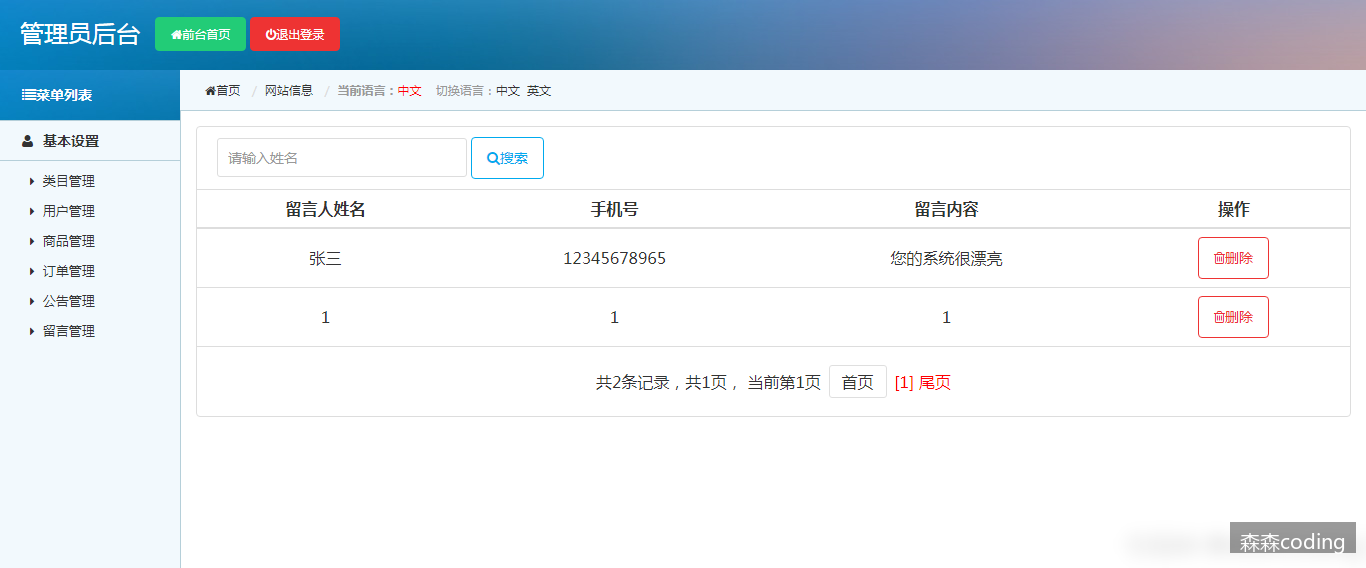 管理员后台 前台首页 退出登录
菜单列表 首页 / 网站信息 / 当前语言：中文 切换语言：中文 英文
基本设置
类目管理
用户管理
商品管理
订单管理
公告管理
留言管理
请输入姓名 搜索
留言人姓名 手机号 留言内容 操作
张三 12345678965 您的系统很漂亮 删除
1 1 1 删除
共2条记录，共1页， 当前第1页 首页 [1] 尾页
森森coding